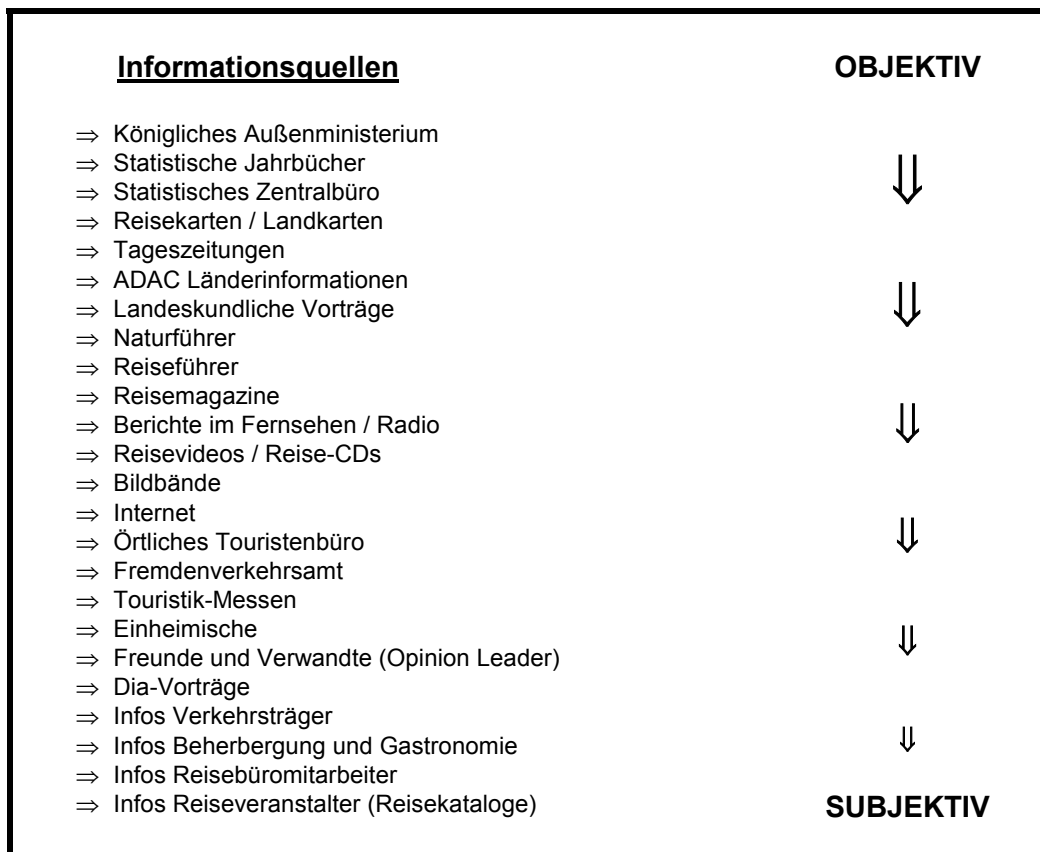 Informationsquellen OBJEKTIV
⇒ Königliches Außenministerium
⇒ Statistische Jahrbücher
⇒ Statistisches Zentralbüro
⇒ Reisekarten / Landkarten
⇒ Tageszeitungen
⇒ ADAC Länderinformationen
⇒ Landeskundliche Vorträge
⇒ Naturführer
⇒ Reiseführer
⇒ Reisemagazine
⇒ Berichte im Fernsehen / Radio
⇒ Reisevideos / Reise-CDs
⇒ Bildbände
⇒ Internet
⇒ Örtliches Touristenbüro
⇒ Fremdenverkehrsamt
⇒ Touristik-Messen
⇒ Einheimische
⇒ Freunde und Verwandte (Opinion Leader)
⇒ Dia-Vorträge
⇒ Infos Verkehrsträger
⇒ Infos Beherbergung und Gastronomie
⇒ Infos Reisebüromitarbeiter
⇒ Infos Reiseveranstalter (Reisekataloge) SUBJEKTIV